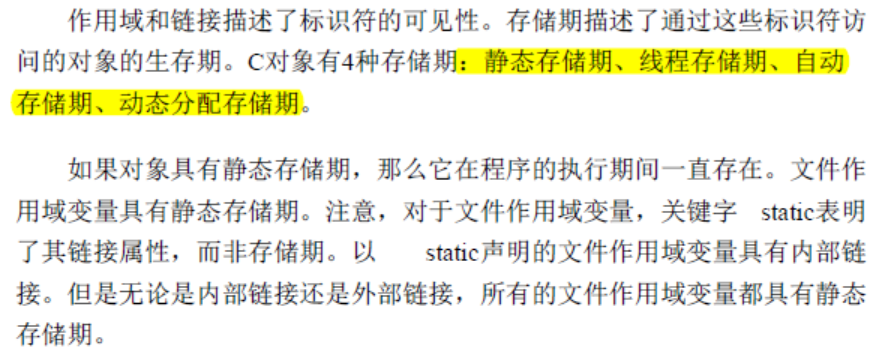 作用域和链接描述了标识符的可见性。存储期描述了通过这些标识符访
问的对象的生存期。C对象有4种存储期：静态存储期、线程存储期、自动
存储期、动态分配存储期。
如果对象具有静态存储期，那么它在程序的执行期间一直存在。文件作
用域变量具有静态存储期。注意，对于文件作用域变量，关键字 static表明
了其链接属性，而非存储期。以 static声明的文件作用域变量具有内部链
接。但是无论是内部链接还是外部链接，所有的文件作用域变量都具有静态
存储期。